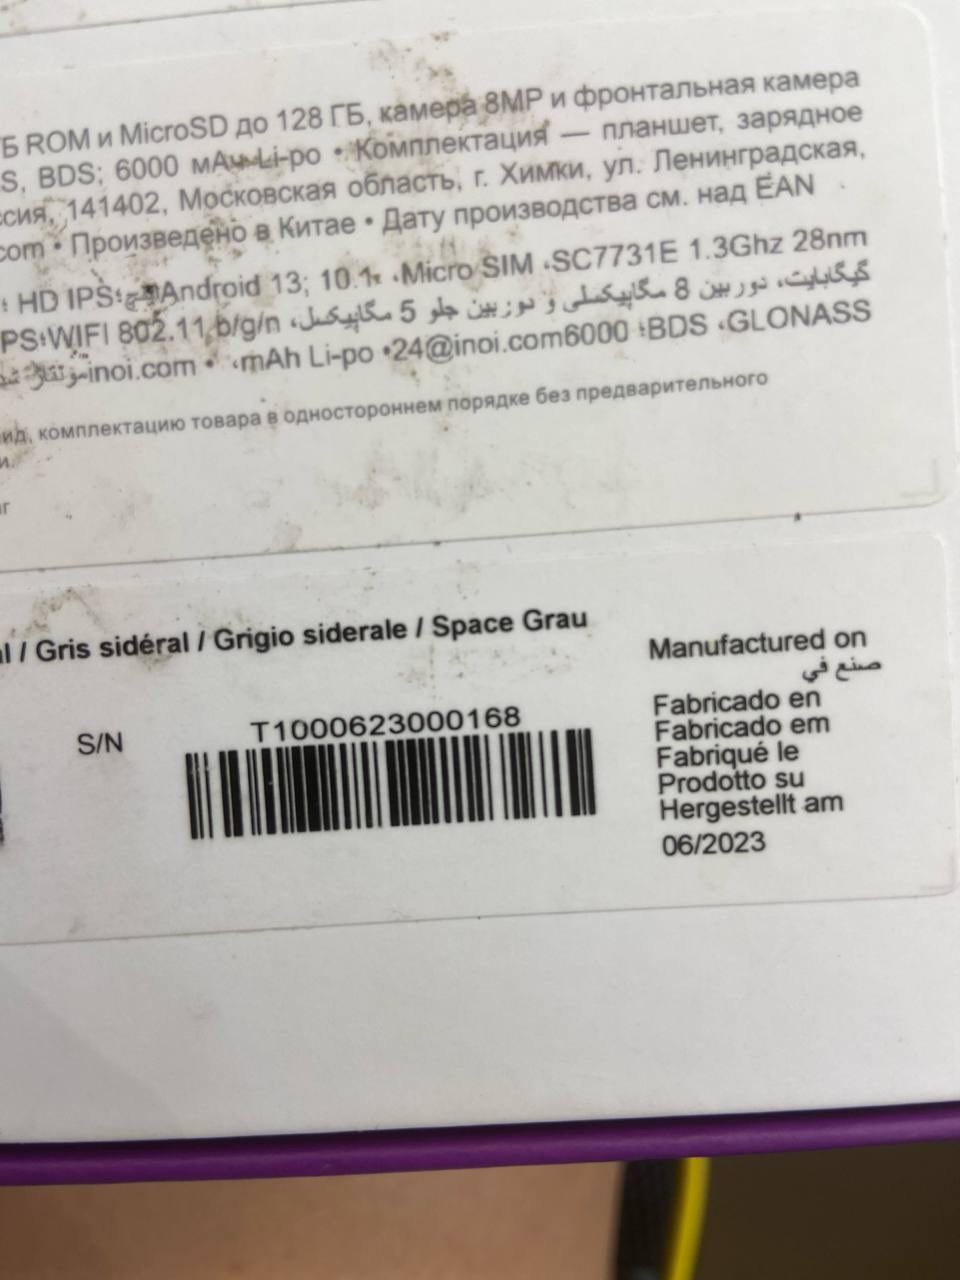 Б ROM и MicroSD до 128 ГБ, камера 8МР и фронтальная камера
S, BDS; 6000 мАч Li-po • Комплектация — планшет, зарядное
ссия, 141402, Московская область, г. Химки, ул. Ленинградская,
com • Произведено в Китае • Дату производства см. над EAN
؛ HD IPS؛ Android 13; 10.1، ،Micro SIM ،SC7731E 1.3Ghz 28nm
PS؛WIFI 802.11 b/g/n ،گیگابایت، دوربین 8 مگاپیکسلی و دوربین جلو 5 مگاپیکسل
inoi.com • ،mAh Li-po •24@inoi.com6000 ؛BDS ،GLONASS
ид, комплектацию товара в одностороннем порядке без предварительного
и.
иг
al / Gris sidéral / Grigio siderale / Space Grau
S/N
T1000623000168
Manufactured on
صنع في
Fabricado en
Fabricado em
Fabriqué le
Prodotto su
Hergestellt am
06/2023